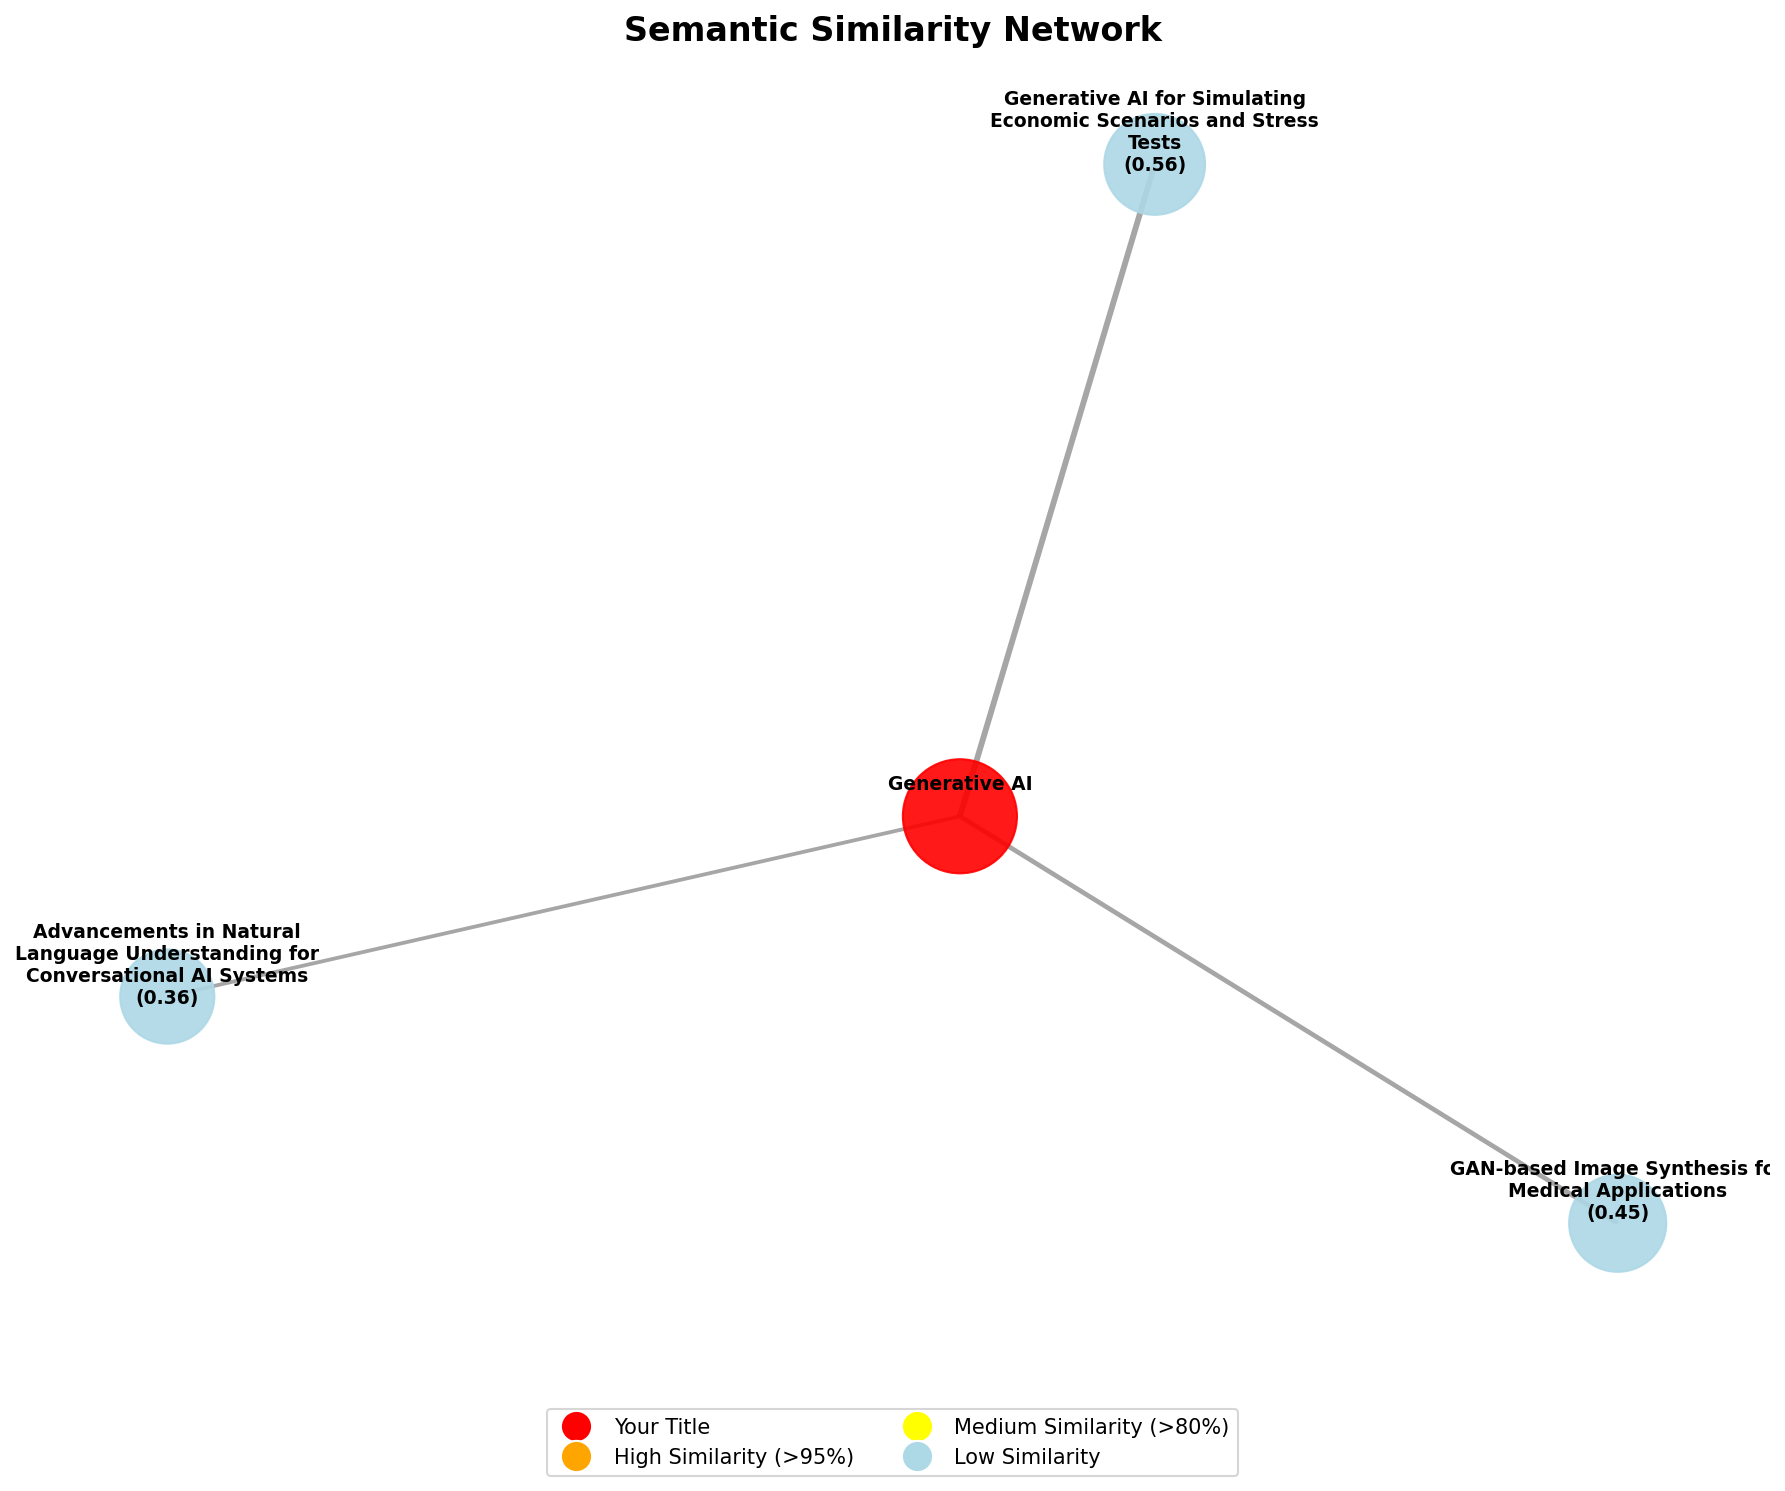 Semantic Similarity Network
Generative AI for Simulating
Economic Scenarios and Stress
Tests
(0.56)
Generative AI
Advancements in Natural
Language Understanding for
Conversational AI Systems
(0.36)
GAN-based Image Synthesis fo
Medical Applications
(0.45)
Your Title
High Similarity (>95%)
Medium Similarity (>80%)
Low Similarity